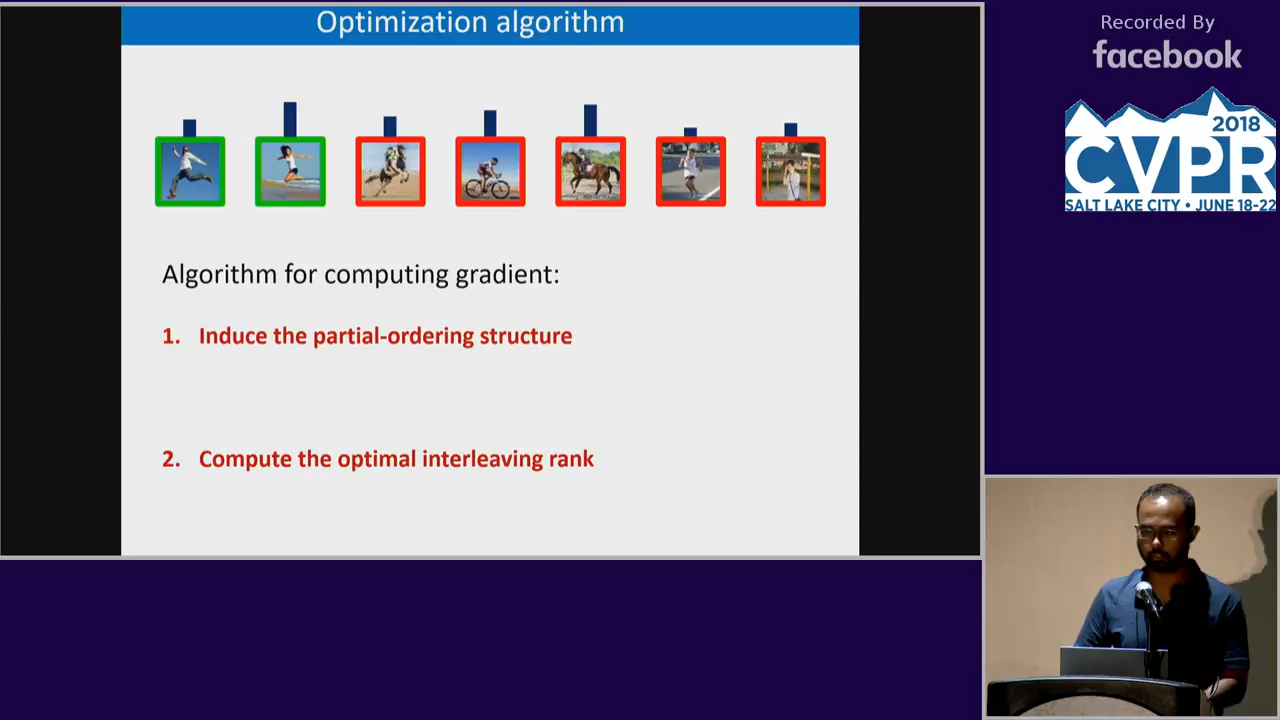 Optimization algorithm
Recorded By
facebook
2018
CVPR
SALT LAKE CITY • JUNE 18-22
Algorithm for computing gradient:
1. Induce the partial-ordering structure
2. Compute the optimal interleaving rank